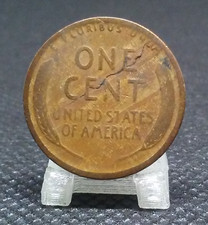 E PLURIBUS UNUM
ONE
CENT
UNITED STATES
OF AMERICA